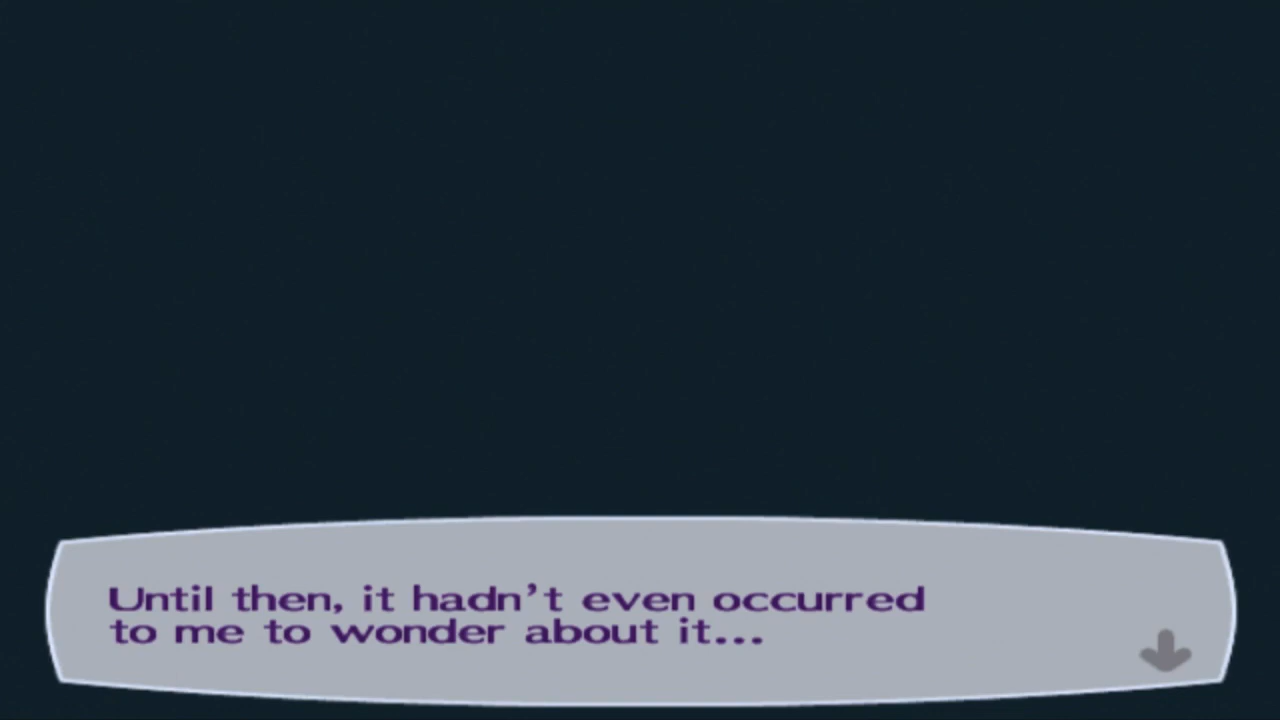 Until then, it hadn't even occurred
to me to wonder about it...